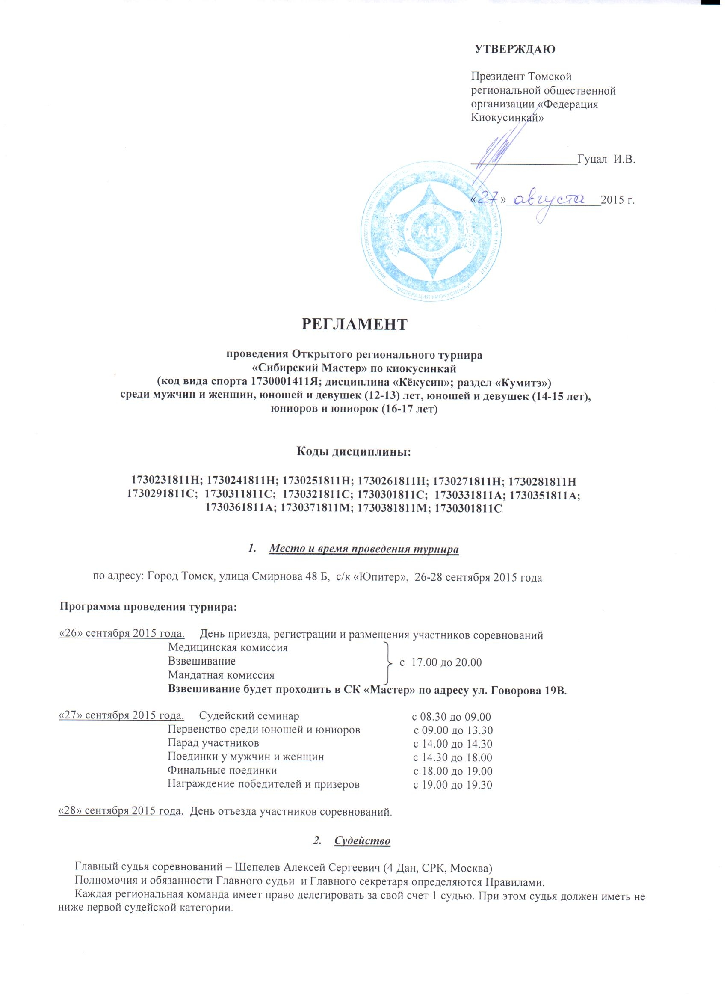 УТВЕРЖДАЮ
Президент Томской
региональной общественной
организации «Федерация
Киокусинкай»
Гуцал И.В.
«27» августа 2015 г.
АКР
"ФЕДЕРАЦИЯ КИОКУСИНКАЙ"
РЕГЛАМЕНТ
проведения Открытого регионального турнира
«Сибирский Мастер» по киокусинкай
(код вида спорта 1730001411Я; дисциплина «Кёкусин»; раздел «Кумитэ»)
среди мужчин и женщин, юношей и девушек (12-13) лет, юношей и девушек (14-15 лет),
юниоров и юниорок (16-17 лет)
Коды дисциплины:
1730231811Н; 1730241811Н; 1730251811Н; 1730261811Н; 1730271811Н; 1730281811Н
1730291811С; 1730311811С; 1730321811С; 1730301811С; 1730331811А; 1730351811А;
1730361811А; 1730371811М; 1730381811М; 1730301811С
1. Место и время проведения турнира
по адресу: Город Томск, улица Смирнова 48 Б, с/к «Юпитер», 26-28 сентября 2015 года
Программа проведения турнира:
«26» сентября 2015 года. День приезда, регистрации и размещения участников соревнований
Медицинская комиссия
Взвешивание с 17.00 до 20.00
Мандатная комиссия
Взвешивание будет проходить в СК «Мастер» по адресу ул. Говорова 19В.
«27» сентября 2015 года. Судейский семинар с 08.30 до 09.00
Первенство среди юношей и юниоров с 09.00 до 13.30
Парад участников с 14.00 до 14.30
Поединки у мужчин и женщин с 14.30 до 18.00
Финальные поединки с 18.00 до 19.00
Награждение победителей и призеров с 19.00 до 19.30
«28» сентября 2015 года. День отъезда участников соревнований.
2. Судейство
Главный судья соревнований – Шепелев Алексей Сергеевич (4 Дан, СРК, Москва)
Полномочия и обязанности Главного судьи и Главного секретаря определяются Правилами.
Каждая региональная команда имеет право делегировать за свой счет 1 судью. При этом судья должен иметь не
ниже первой судейской категории.